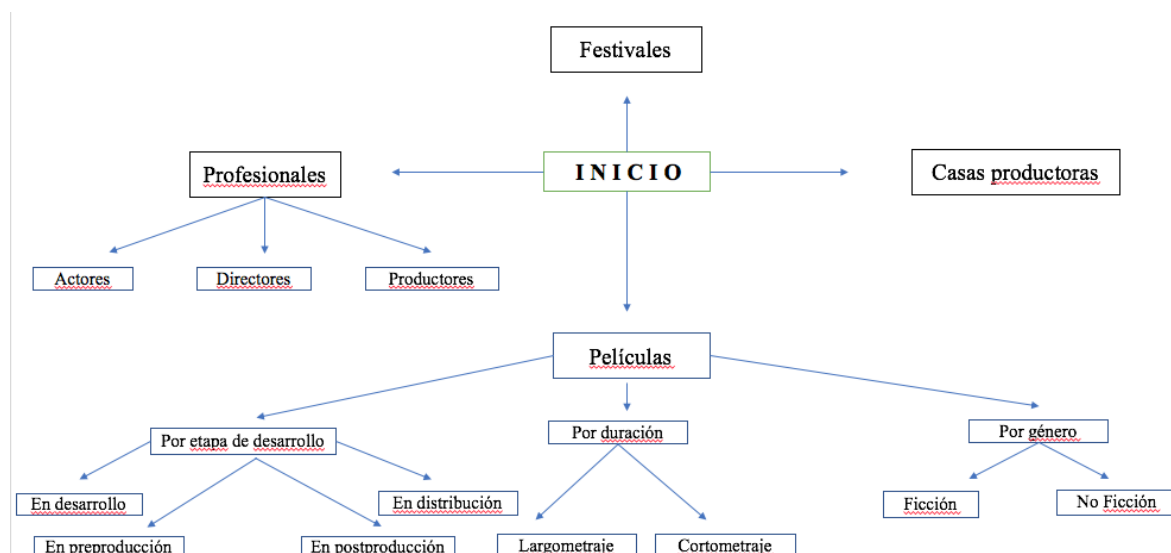 Festivales
Profesionales
I N I C I O
Casas productoras
Actores
Directores
Productores
Películas
Por etapa de desarrollo
Por duración
Por género
En desarrollo
En distribución
Ficción
No Ficción
En preproducción
En postproducción
Largometraje
Cortometraje